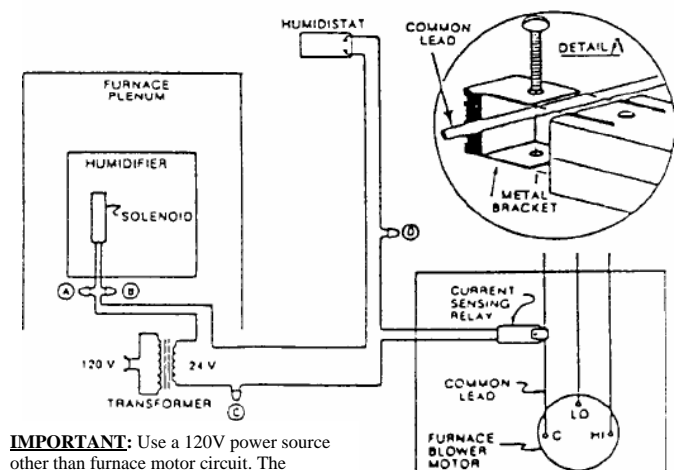 HUMIDISTAT
COMMON
LEAD
DETAIL A
FURNACE
PLENUM
HUMIDIFIER
SOLENOID
METAL
BRACKET
D
A
B
CURRENT
SENSING
RELAY
120 V
24 V
TRANSFORMER
C
COMMON
LEAD
LO
C
HI
FURNACE
BLOWER
MOTOR
IMPORTANT: Use a 120V power source
other than furnace motor circuit. The